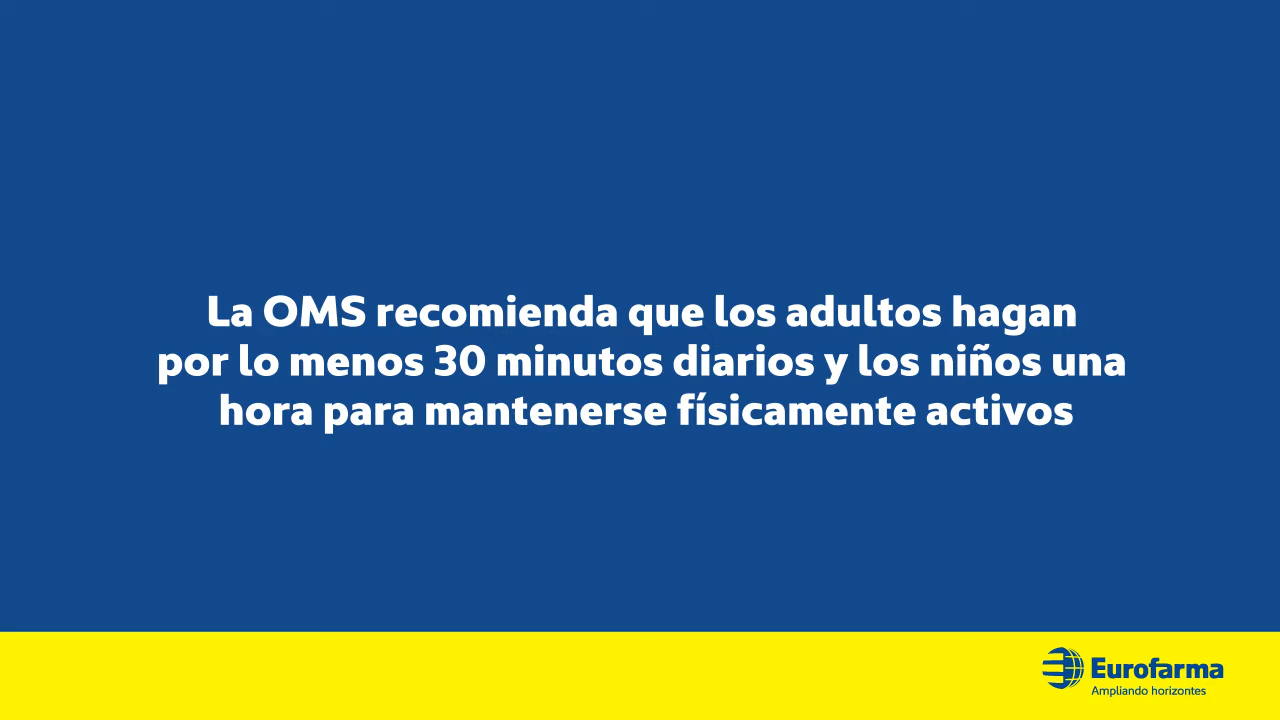 La OMS recomienda que los adultos hagan
por lo menos 30 minutos diarios y los niños una
hora para mantenerse físicamente activos
Eurofarma
Ampliando horizontes